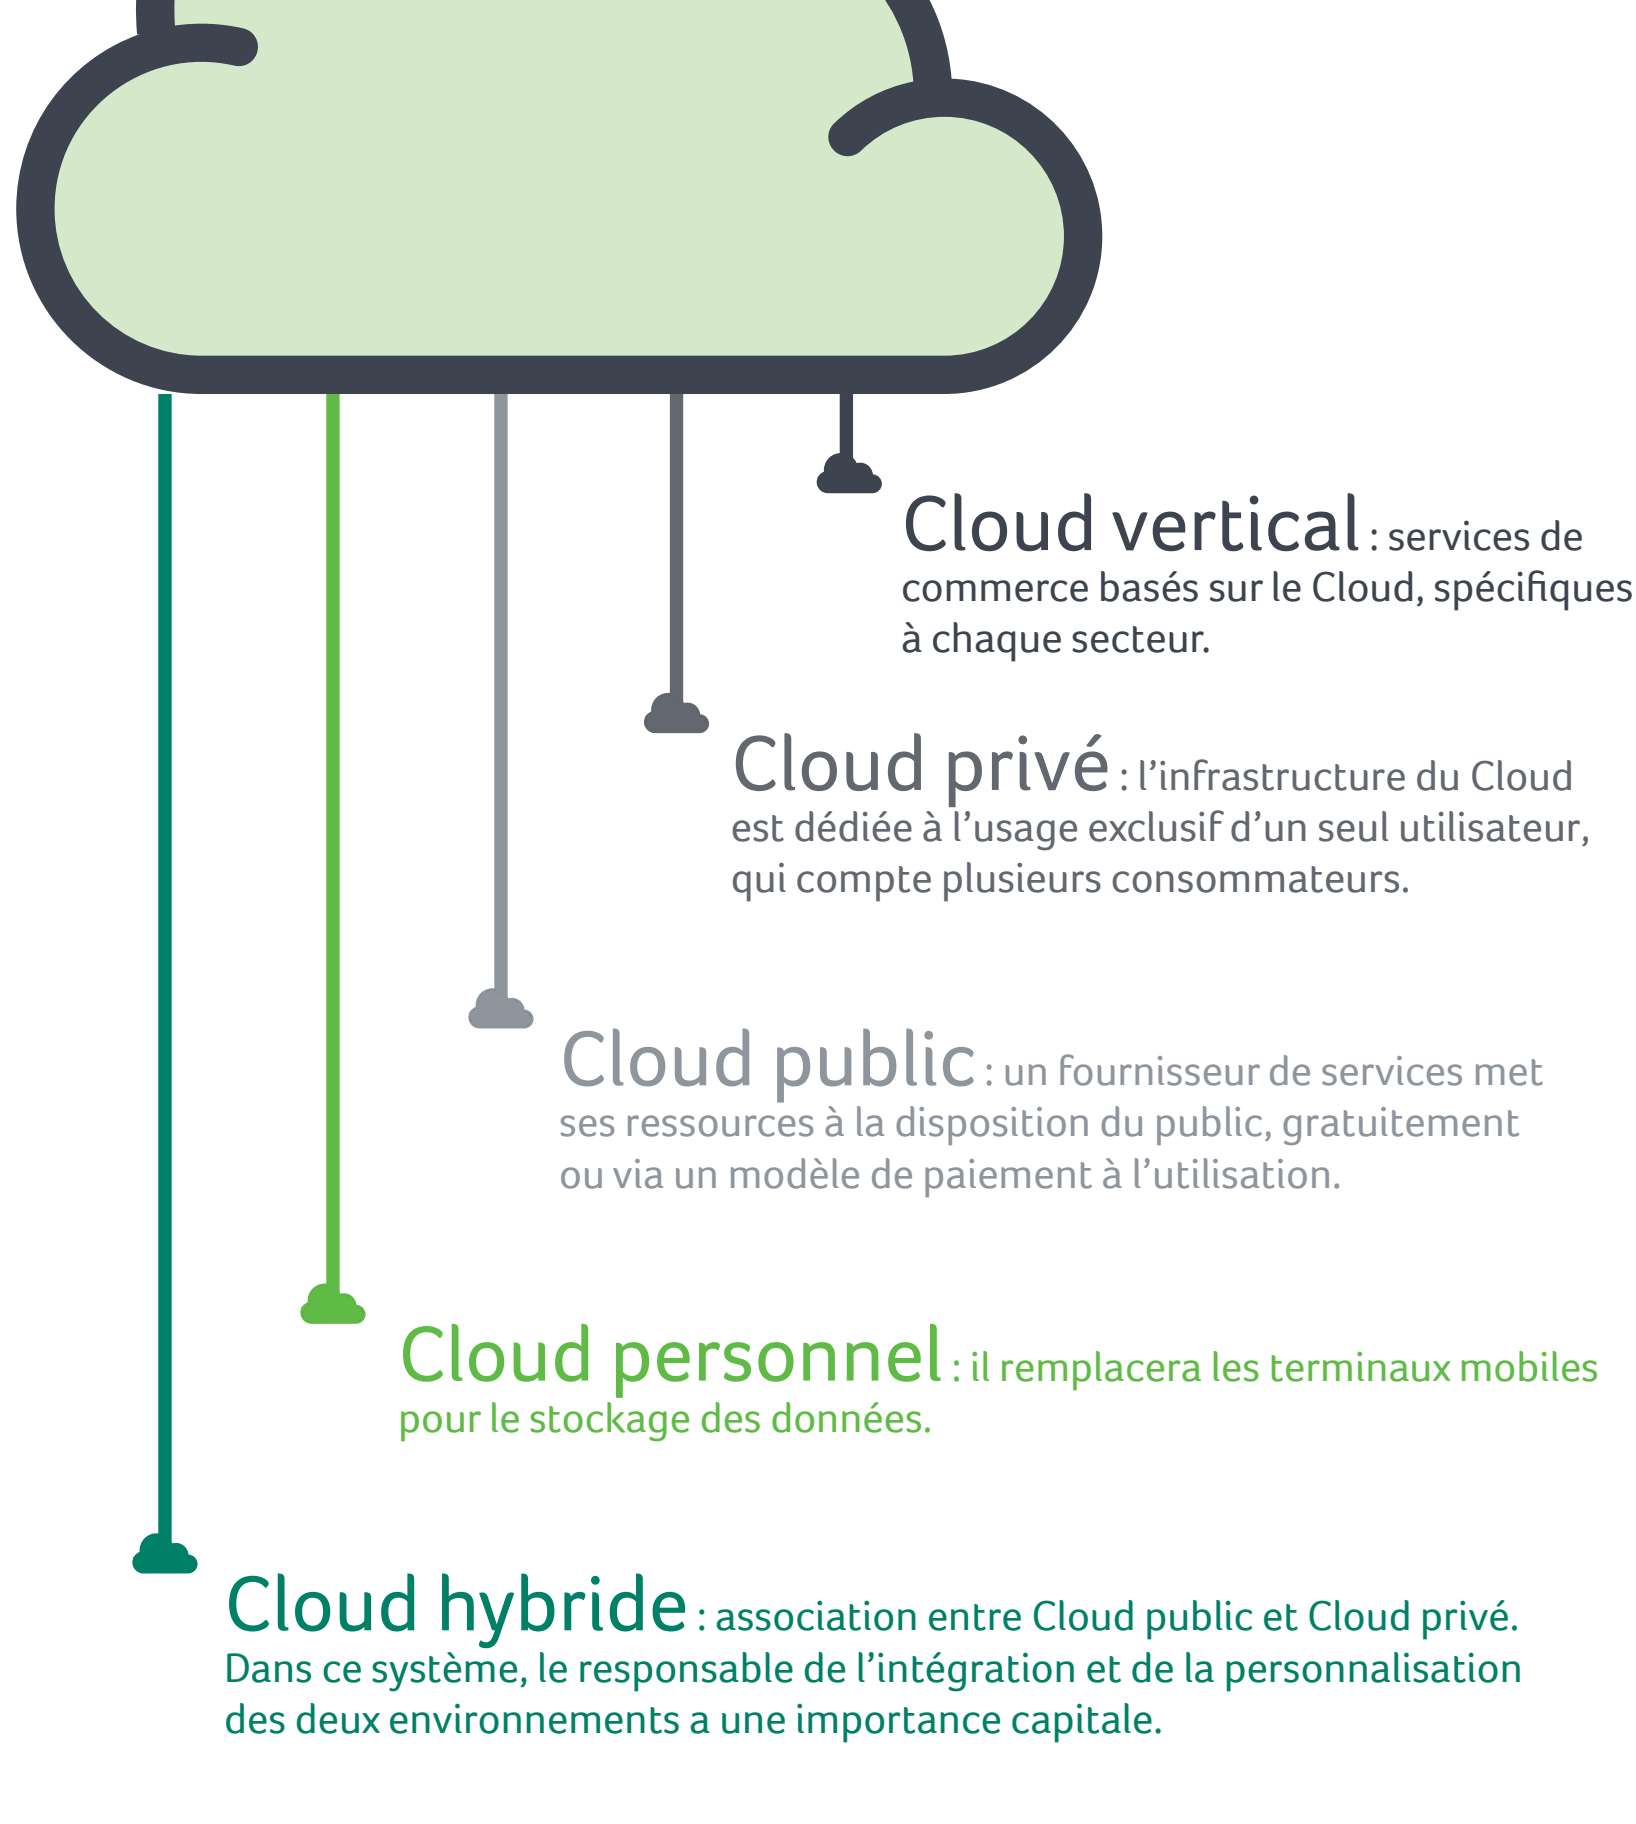 Cloud vertical : services de
commerce basés sur le Cloud, spécifiques
à chaque secteur.
Cloud privé : l’infrastructure du Cloud
est dédiée à l’usage exclusif d’un seul utilisateur,
qui compte plusieurs consommateurs.
Cloud public : un fournisseur de services met
ses ressources à la disposition du public, gratuitement
ou via un modèle de paiement à l’utilisation.
Cloud personnel : il remplacera les terminaux mobiles
pour le stockage des données.
Cloud hybride : association entre Cloud public et Cloud privé.
Dans ce système, le responsable de l’intégration et de la personnalisation
des deux environnements a une importance capitale.